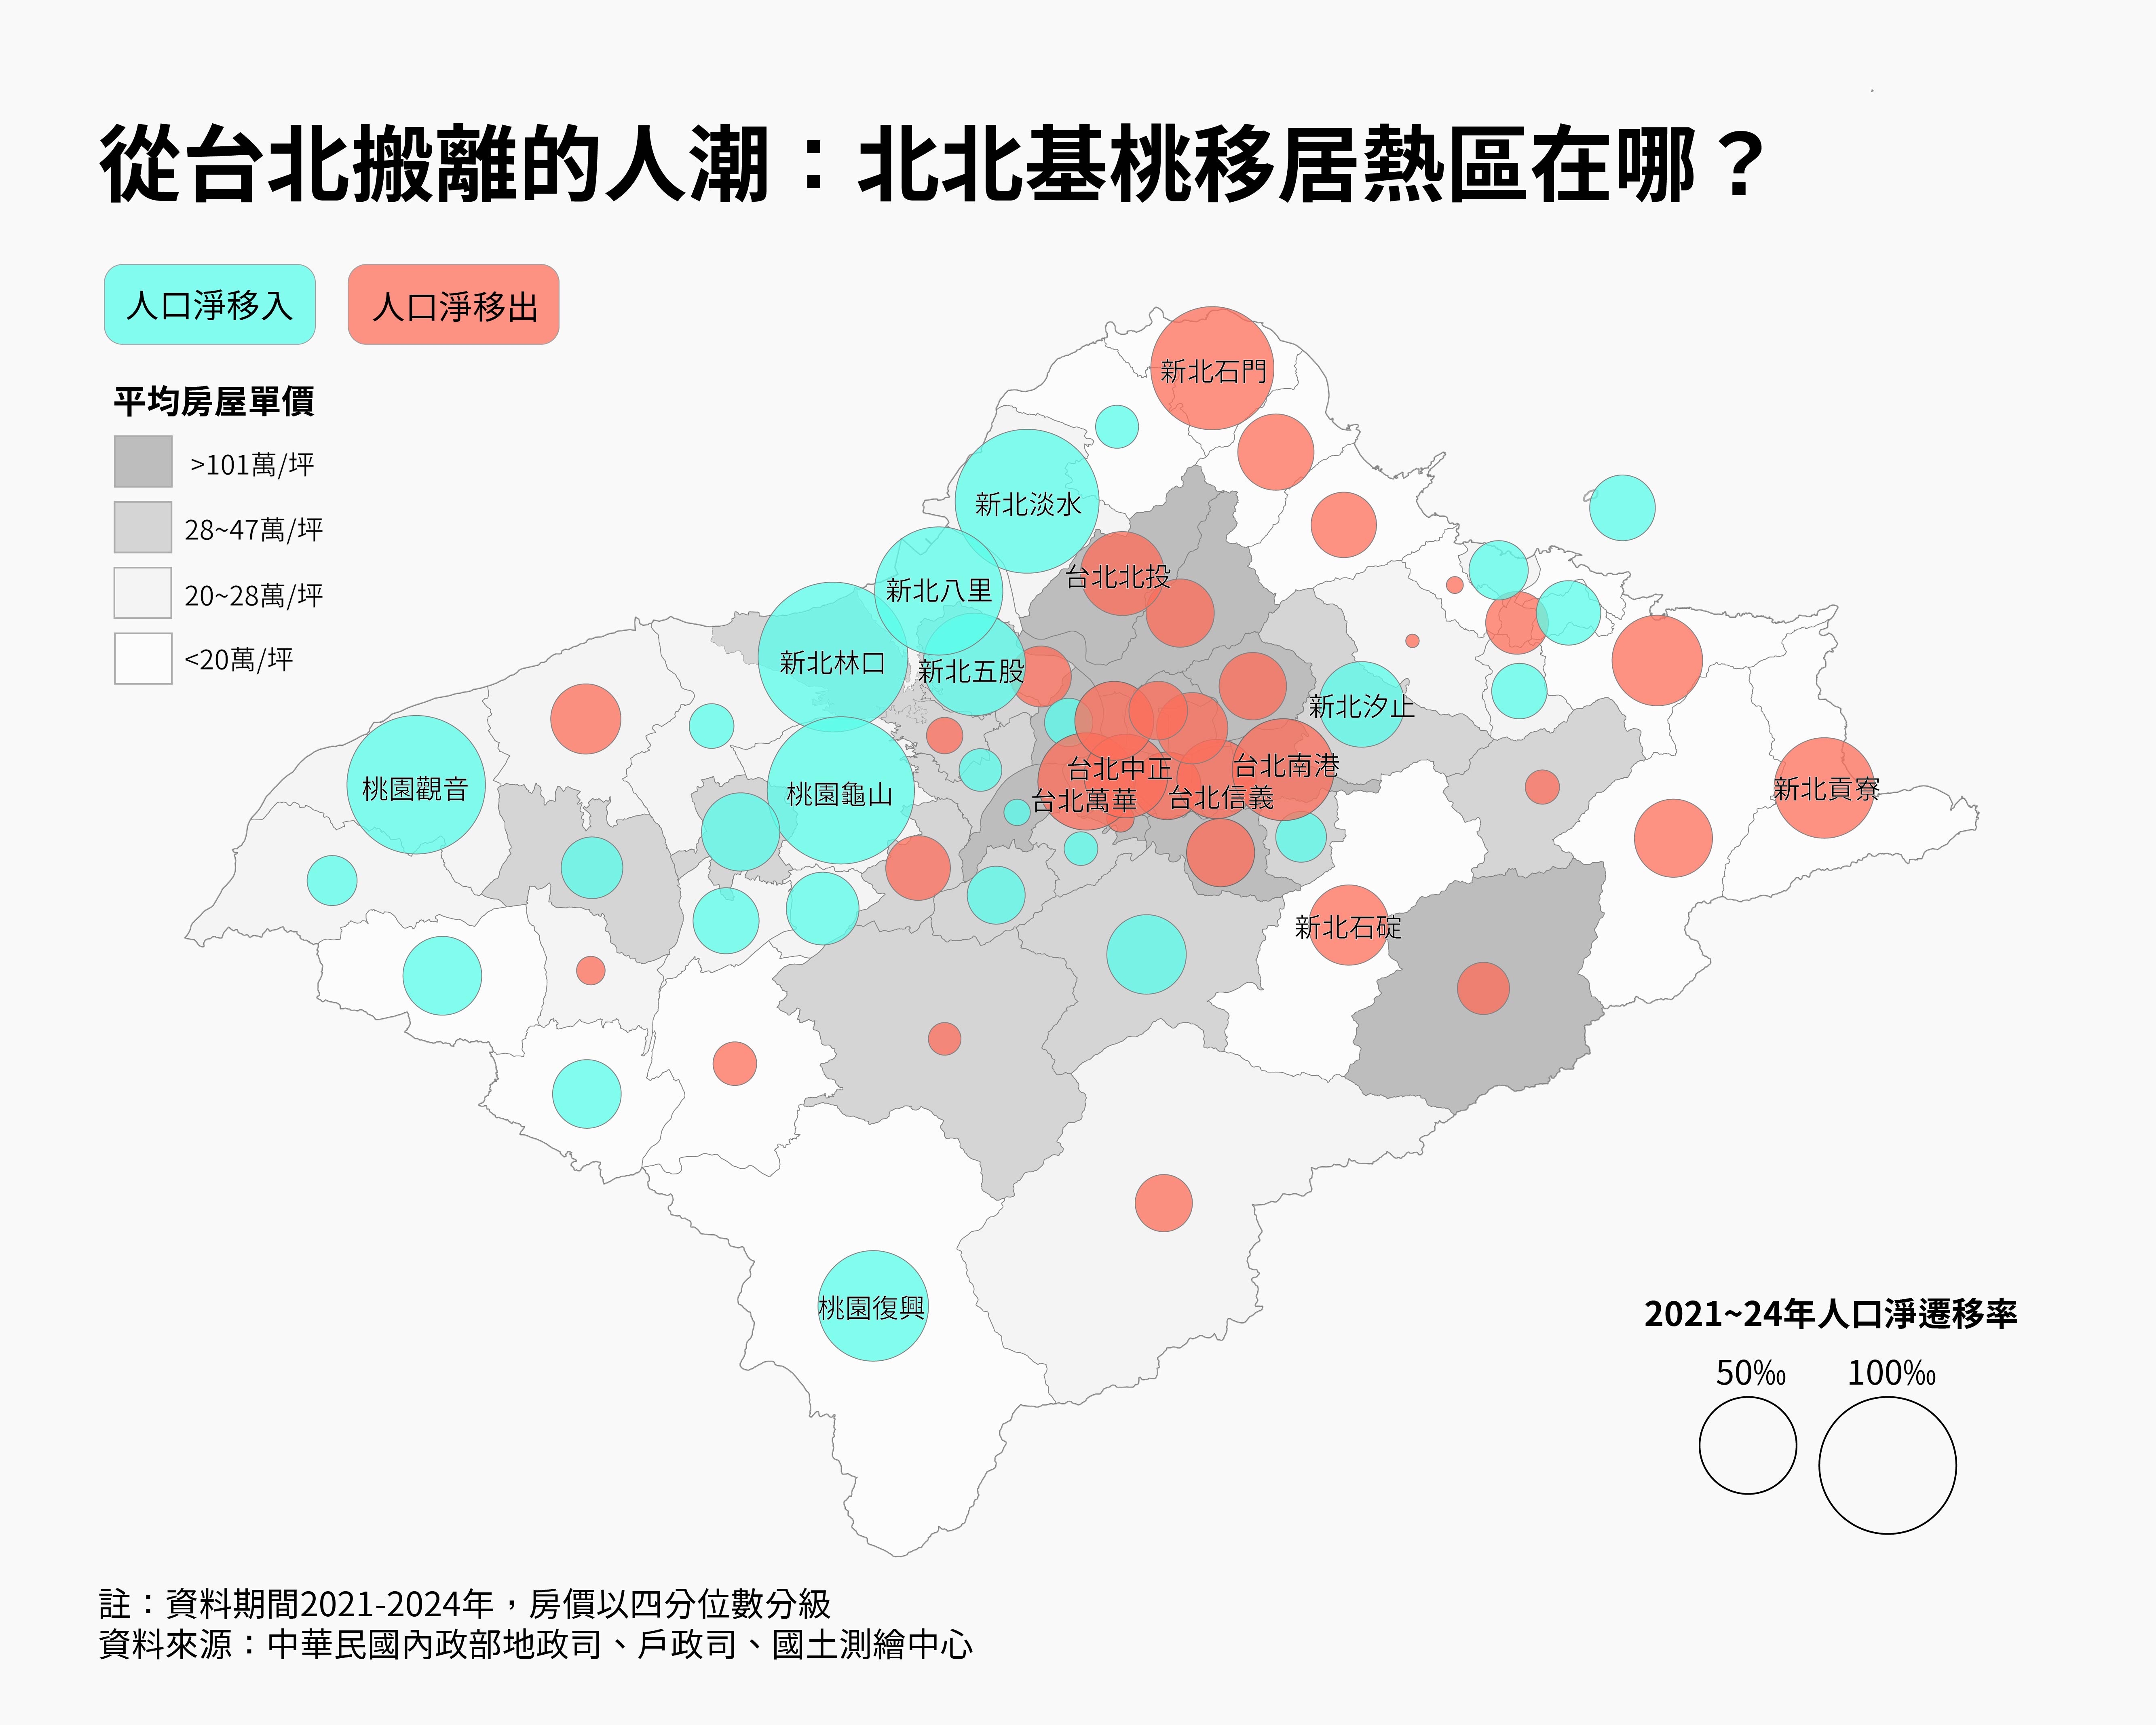 從台北搬離的人潮：北北基桃移居熱區在哪？
人口淨移入
人口淨移出
平均房屋單價
>101萬/坪
28~47萬/坪
20~28萬/坪
<20萬/坪
新北石門
新北淡水
台北北投
新北八里
新北林口
新北五股
新北汐止
桃園觀音
桃園龜山
台北中正
台北南港
台北萬華
台北信義
新北貢寮
新北石碇
桃園復興
2021~24年人口淨遷移率
50‰
100‰
註：資料期間2021-2024年，房價以四分位數分級
資料來源：中華民國內政部地政司、戶政司、國土測繪中心